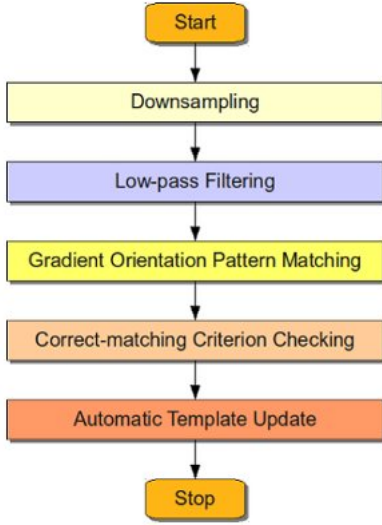 Start
Downsampling
Low-pass Filtering
Gradient Orientation Pattern Matching
Correct-matching Criterion Checking
Automatic Template Update
Stop